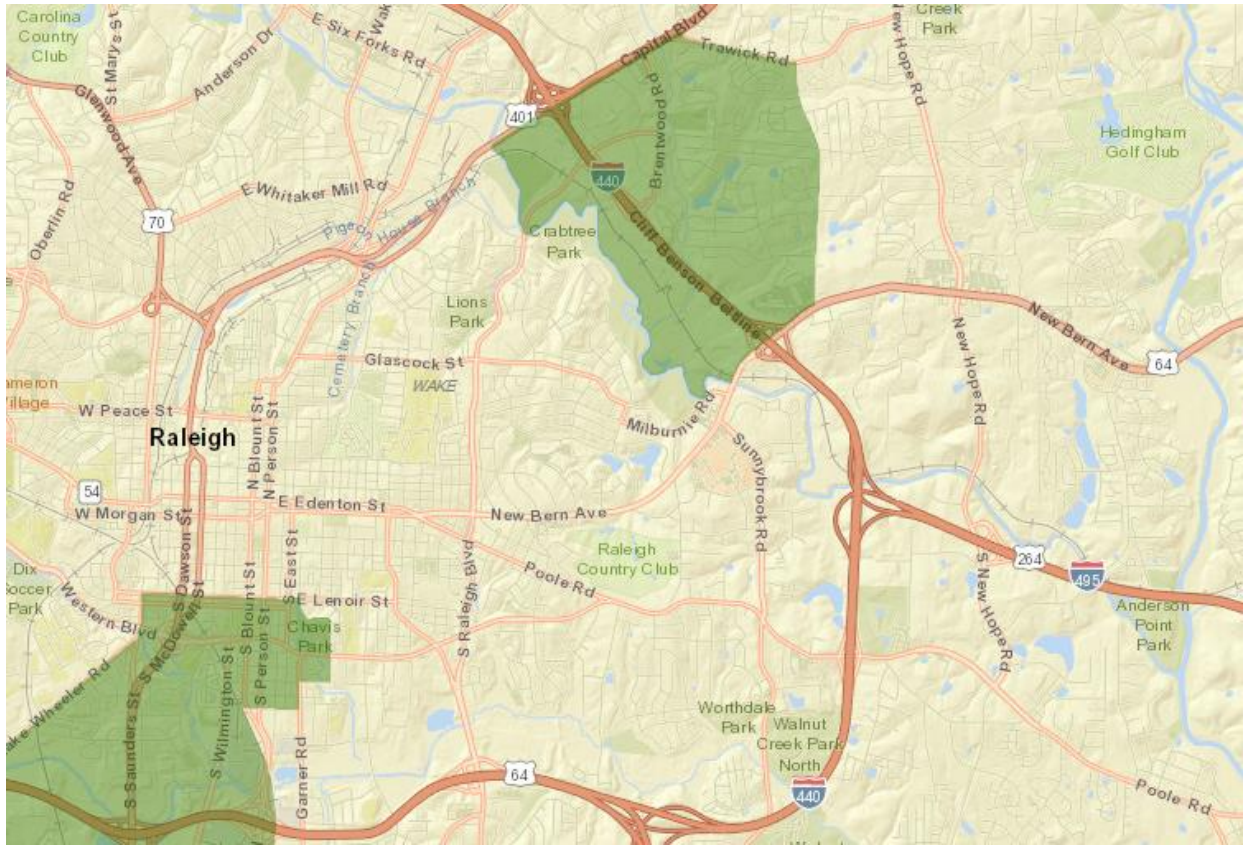 Carolina
Country
Club
St Marys St
Anderson Dr
E Six Forks Rd
Capital Blvd
Trawick Rd
New Hope Rd
Creek
Park
Glenwood Ave
401
Brentwood Rd
Hedingham
Golf Club
Oberlin Rd
E Whitaker Mill Rd
440
70
Pigeon House Branch
Crabtree
Park
Cliff Benson Beltline
Lions
Park
Cemetery Branch
Glascock St
WAKE
New Bern Ave
64
New Hope Rd
ameron
illage
W Peace St
Raleigh
N Blount St
N Person St
Milburnie Rd
Sunnybrook Rd
54
E Edenton St
W Morgan St
New Bern Ave
S Dawson St
S East St
S Raleigh Blvd
Raleigh
Country Club
Poole Rd
264
495
S New Hope Rd
Dix
occer
Park
Western Blvd
E Lenoir St
Chavis
Park
Anderson
Point
Park
S McDowell St
S Blount St
S Person St
ake Wheeler Rd
S Saunders St
S Wilmington St
Garner Rd
Worthdale
Park
Walnut
Creek Park
North
64
440
Poole Rd